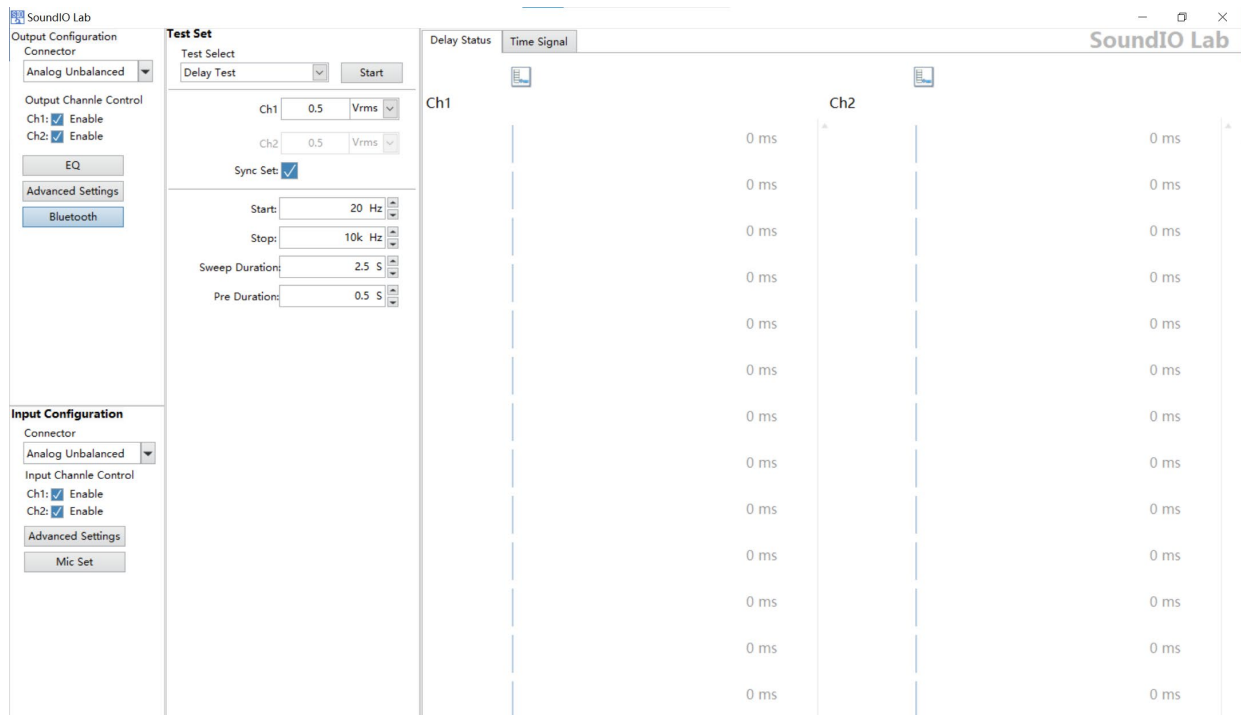 SoundIO Lab
Output Configuration
Connector
Analog Unbalanced
Output Channle Control
Ch1: Enable
Ch2: Enable
EQ
Advanced Settings
Bluetooth
Input Configuration
Connector
Analog Unbalanced
Input Channle Control
Ch1: Enable
Ch2: Enable
Advanced Settings
Mic Set
Test Set
Test Select
Delay Test Start
Ch1 0.5 Vrms
Ch2 0.5 Vrms
Sync Set:
Start: 20 Hz
Stop: 10k Hz
Sweep Duration: 2.5 S
Pre Duration: 0.5 S
Delay Status Time Signal
SoundIO Lab
Ch1 Ch2
0 ms 0 ms
0 ms 0 ms
0 ms 0 ms
0 ms 0 ms
0 ms 0 ms
0 ms 0 ms
0 ms 0 ms
0 ms 0 ms
0 ms 0 ms
0 ms 0 ms
0 ms 0 ms
0 ms 0 ms
0 ms 0 ms